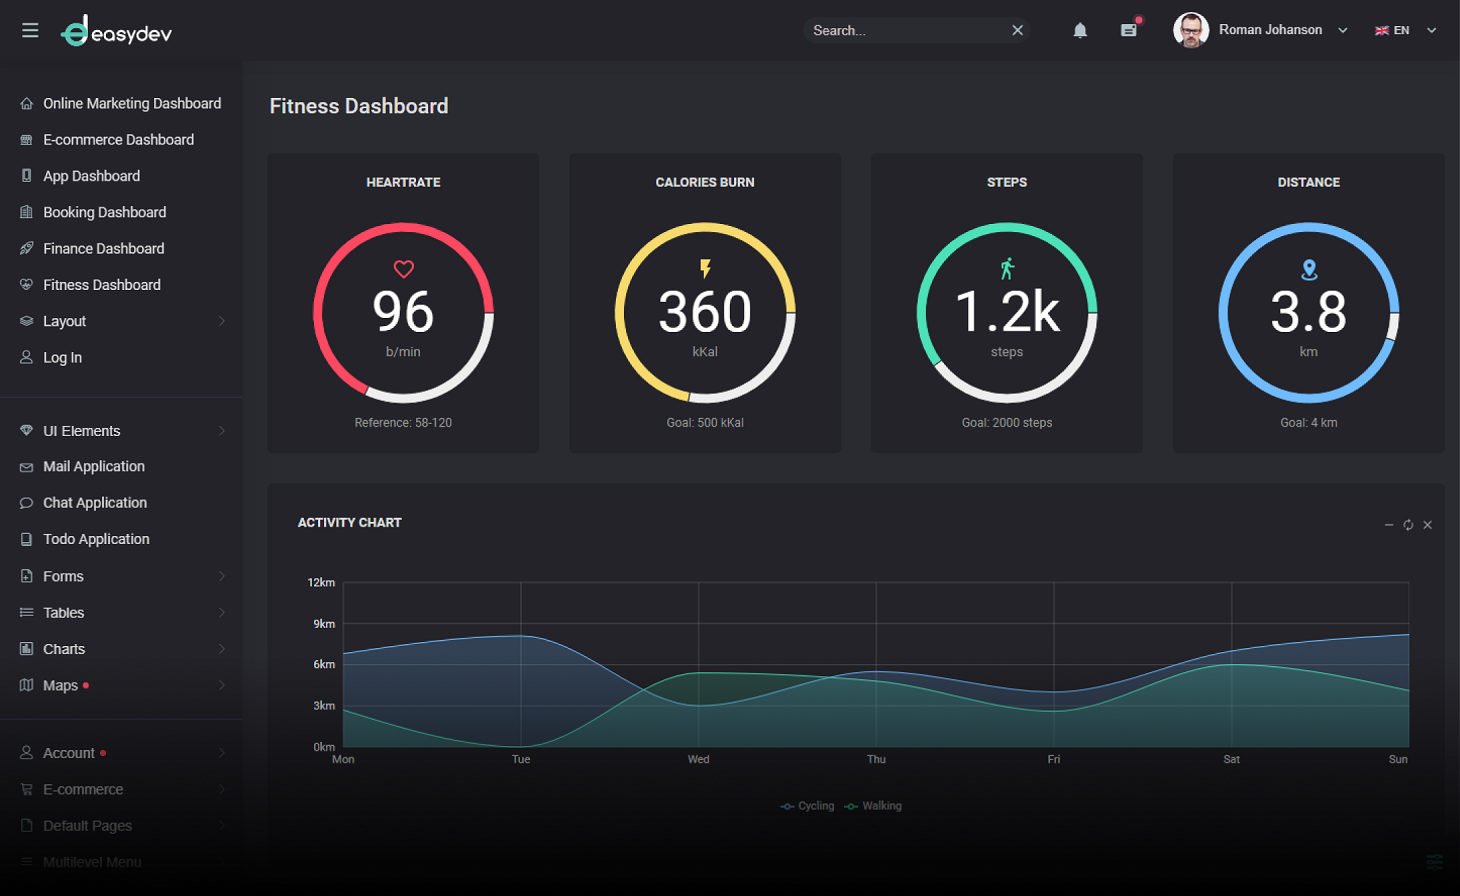 easydev
Search...
Roman Johanson
EN
Online Marketing Dashboard
E-commerce Dashboard
App Dashboard
Booking Dashboard
Finance Dashboard
Fitness Dashboard
Layout
Log In
UI Elements
Mail Application
Chat Application
Todo Application
Forms
Tables
Charts
Maps
Account
E-commerce
Default Pages
Multilevel Menu
Fitness Dashboard
HEARTRATE
96
b/min
Reference: 58-120
CALORIES BURN
360
kKal
Goal: 500 kKal
STEPS
1.2k
steps
Goal: 2000 steps
DISTANCE
3.8
km
Goal: 4 km
ACTIVITY CHART
12km
9km
6km
3km
0km
Mon Tue Wed Thu Fri Sat Sun
Cycling Walking